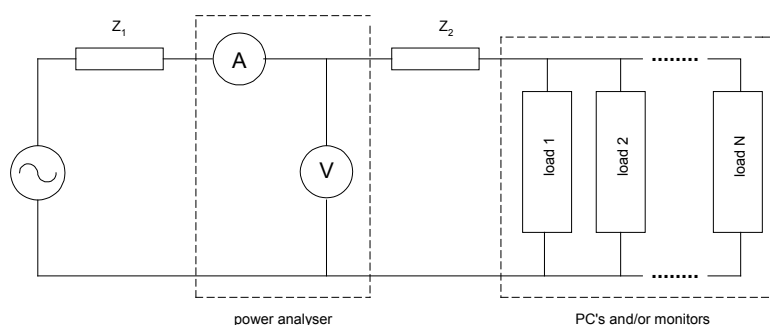 Z1
Z2
A
V
load 1
load 2
load N
power analyser
PC's and/or monitors